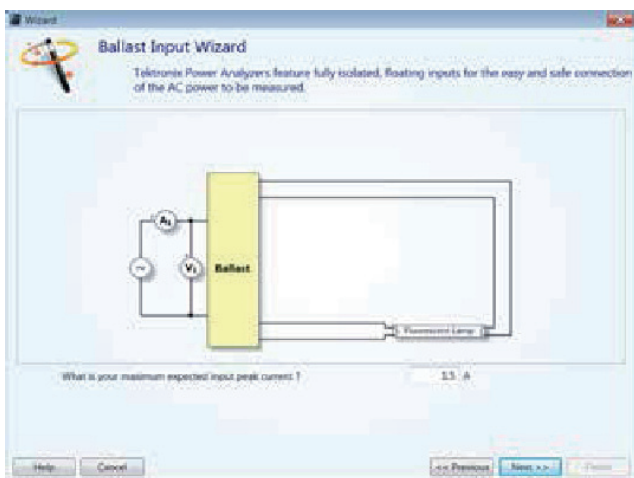 Wizard
Ballast Input Wizard
Tektronix Power Analyzers feature fully isolated, floating inputs for the easy and safe connection
of the AC power to be measured.
A1
V1
Ballast
Fluorescent Lamp
What is your maximum expected input peak current ?
A
Help
Cancel
<< Previous
Next >>
Finish